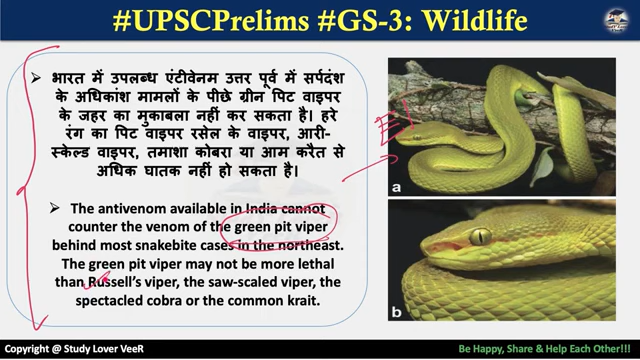 #UPSCPrelims #GS-3: Wildlife
➢ भारत में उपलब्ध एंटीवेनम उत्तर पूर्व में सर्पदंश
के अधिकांश मामलों के पीछे ग्रीन पिट वाइपर
के जहर का मुकाबला नहीं कर सकता है। हरे
रंग का पिट वाइपर रसेल के वाइपर, आरी-
स्केल्ड वाइपर, तमाशा कोबरा या आम करैत से
अधिक घातक नहीं हो सकता है।
➢ The antivenom available in India cannot
counter the venom of the green pit viper
behind most snakebite cases in the northeast.
The green pit viper may not be more lethal
than Russell’s viper, the saw-scaled viper, the
spectacled cobra or the common krait.
a
b
Copyright @ Study Lover VeeR
Be Happy, Share & Help Each Other!!!